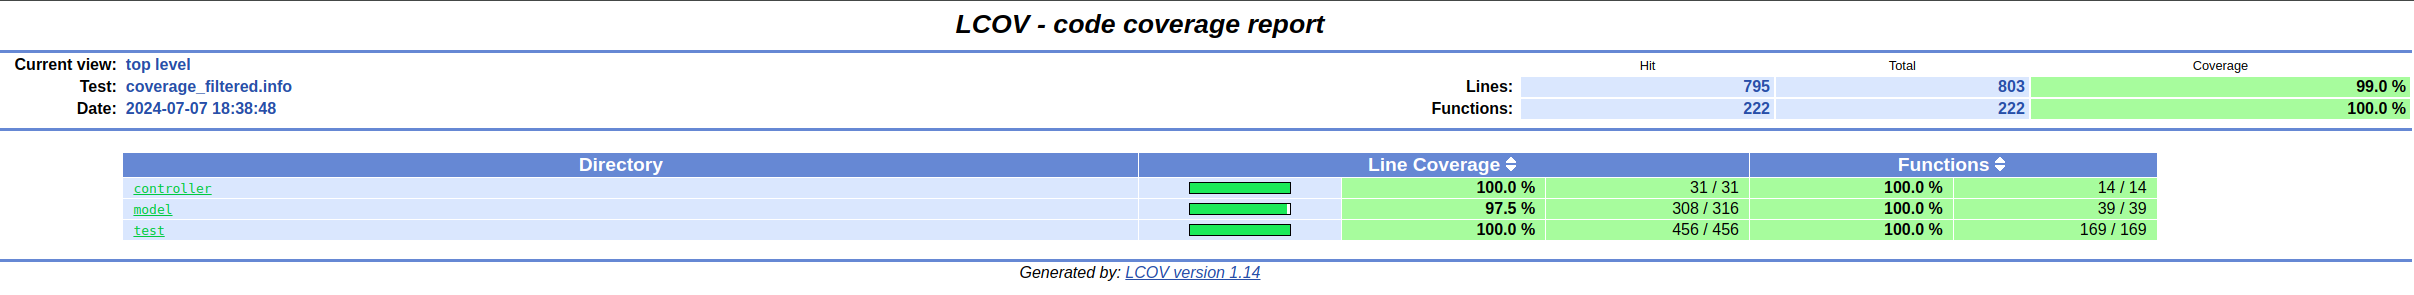 LCOV - code coverage report
Current view: top level
Hit Total Coverage
Test: coverage_filtered.info
Lines: 795 803 99.0 %
Date: 2024-07-07 18:38:48
Functions: 222 222 100.0 %
Directory Line Coverage Functions
controller 100.0 % 31 / 31 100.0 % 14 / 14
model 97.5 % 308 / 316 100.0 % 39 / 39
test 100.0 % 456 / 456 100.0 % 169 / 169
Generated by: LCOV version 1.14